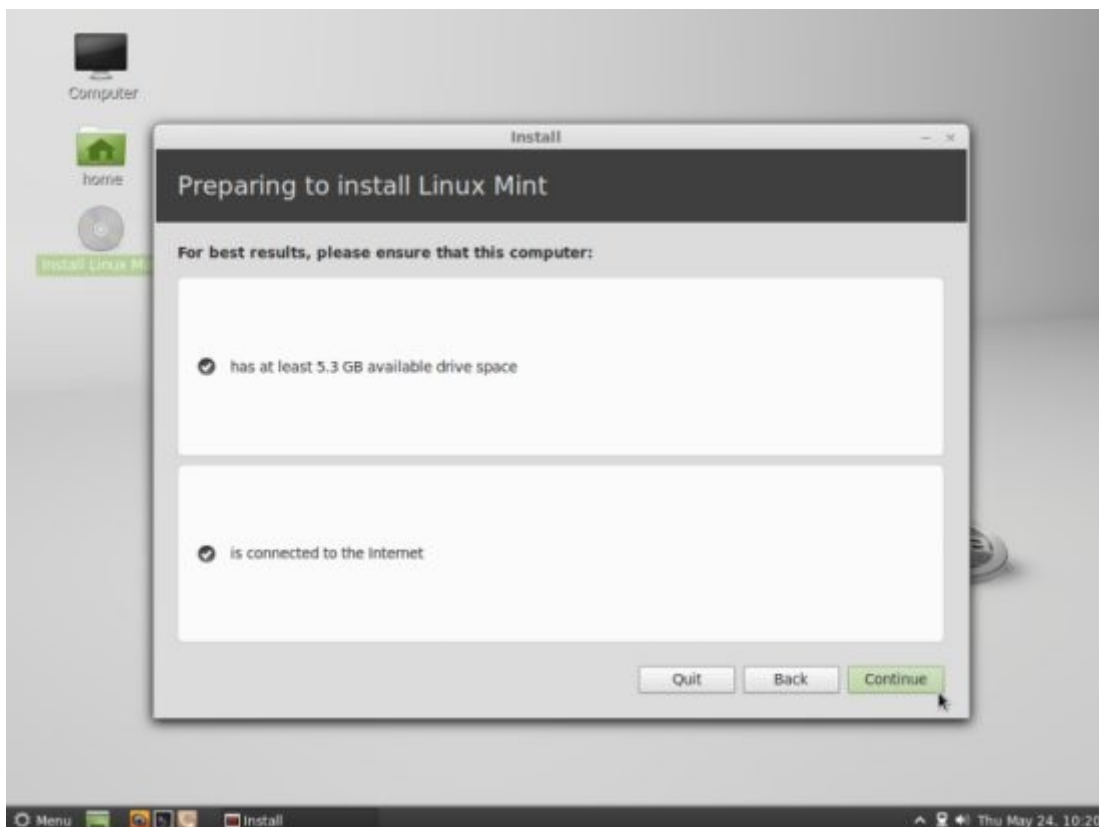 Computer
home
Install Linux M
Install
Preparing to install Linux Mint
For best results, please ensure that this computer:
has at least 5.3 GB available drive space
is connected to the Internet
Quit
Back
Continue
Menu
Install
Thu May 24, 10:20